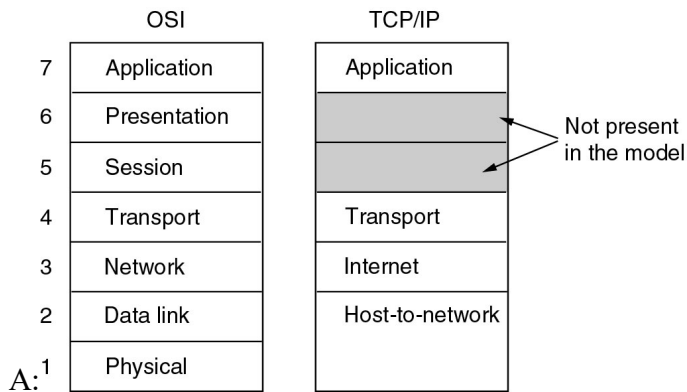 OSI TCP/IP
7 Application Application
6 Presentation
Not present
in the model
5 Session
4 Transport Transport
3 Network Internet
2 Data link Host-to-network
A: 1 Physical